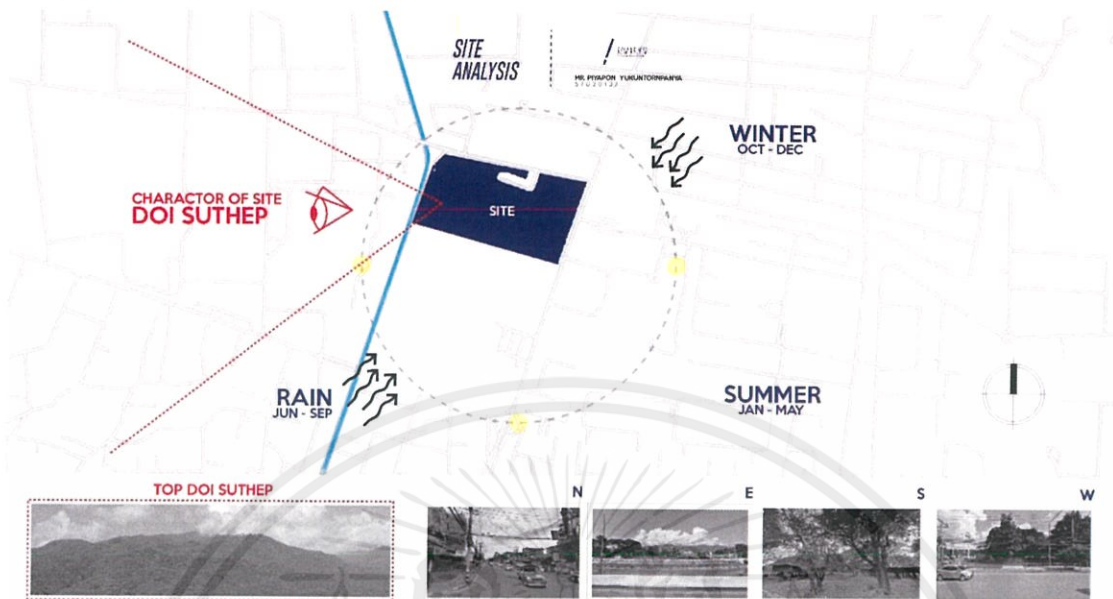 SITE
ANALYSIS
MR. PIYAPON YUKUNTORNPANYA
WINTER
OCT - DEC
CHARACTOR OF SITE
DOI SUTHEP
SITE
RAIN
JUN - SEP
SUMMER
JAN - MAY
TOP DOI SUTHEP
N
E
S
W